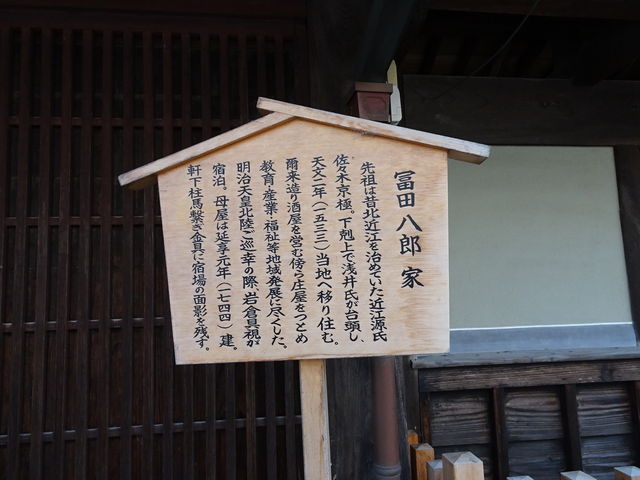 冨田八郎家
先祖は昔北近江を治めていた近江源氏
佐々木京極。下剋上で浅井氏が台頭し、
天文二年（一五三三）当地へ移り住む。
爾来造り酒屋を営む傍ら庄屋をつとめ
教育・産業・福祉等地域発展に尽くした。
明治天皇北陸ご巡幸の際、岩倉具視が
宿泊。母屋は延享元年（一七四四）建。
軒下柱馬繋ぎ金具に宿場の面影を残す。